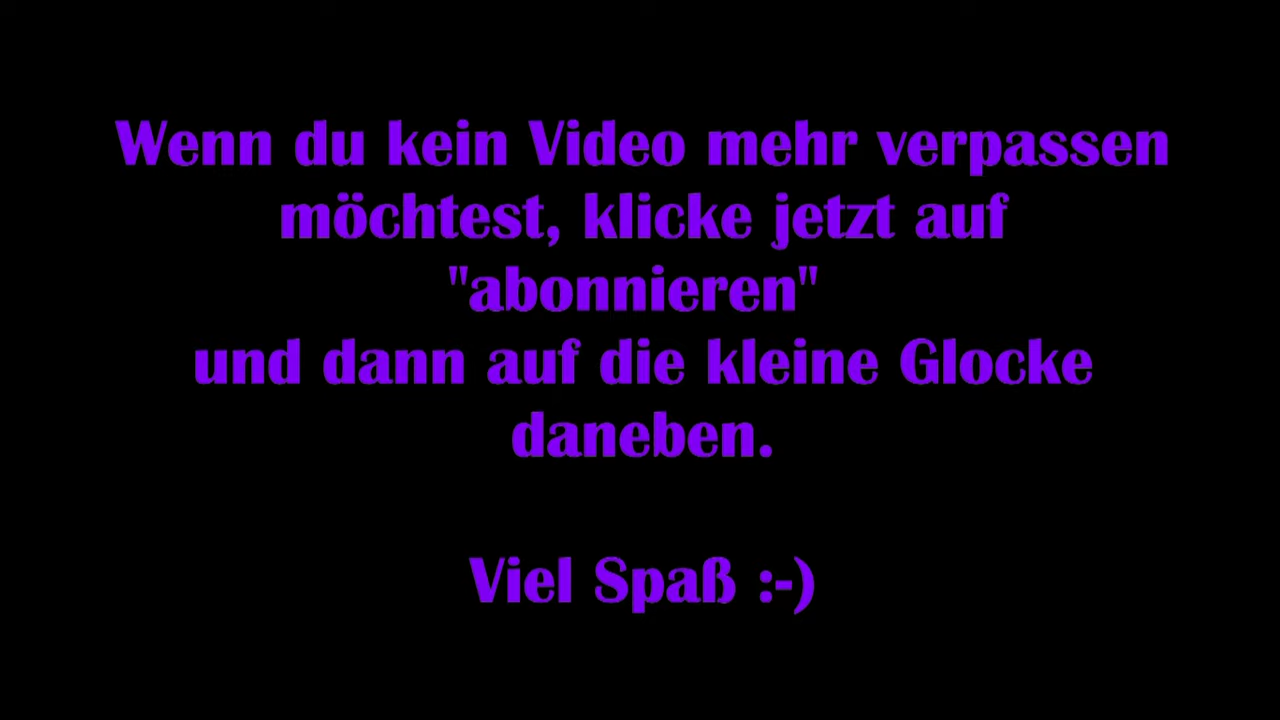 Wenn du kein Video mehr verpassen
möchtest, klicke jetzt auf
"abonnieren"
und dann auf die kleine Glocke
daneben.
Viel Spaß :-)